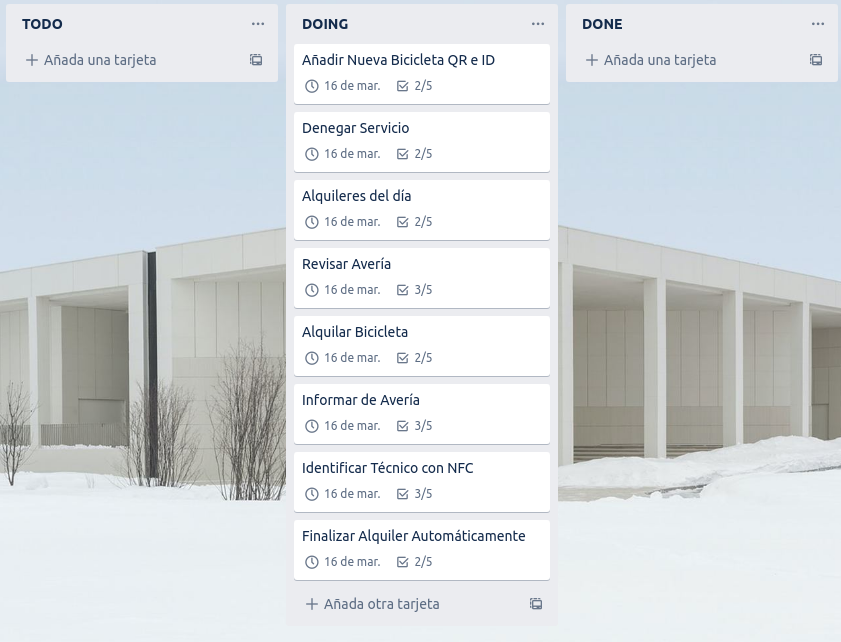 TODO
Añada una tarjeta
DOING
Añadir Nueva Bicicleta QR e ID
16 de mar. 2/5
Denegar Servicio
16 de mar. 2/5
Alquileres del día
16 de mar. 2/5
Revisar Avería
16 de mar. 3/5
Alquilar Bicicleta
16 de mar. 2/5
Informar de Avería
16 de mar. 3/5
Identificar Técnico con NFC
16 de mar. 3/5
Finalizar Alquiler Automáticamente
16 de mar. 2/5
Añada otra tarjeta
DONE
Añada una tarjeta